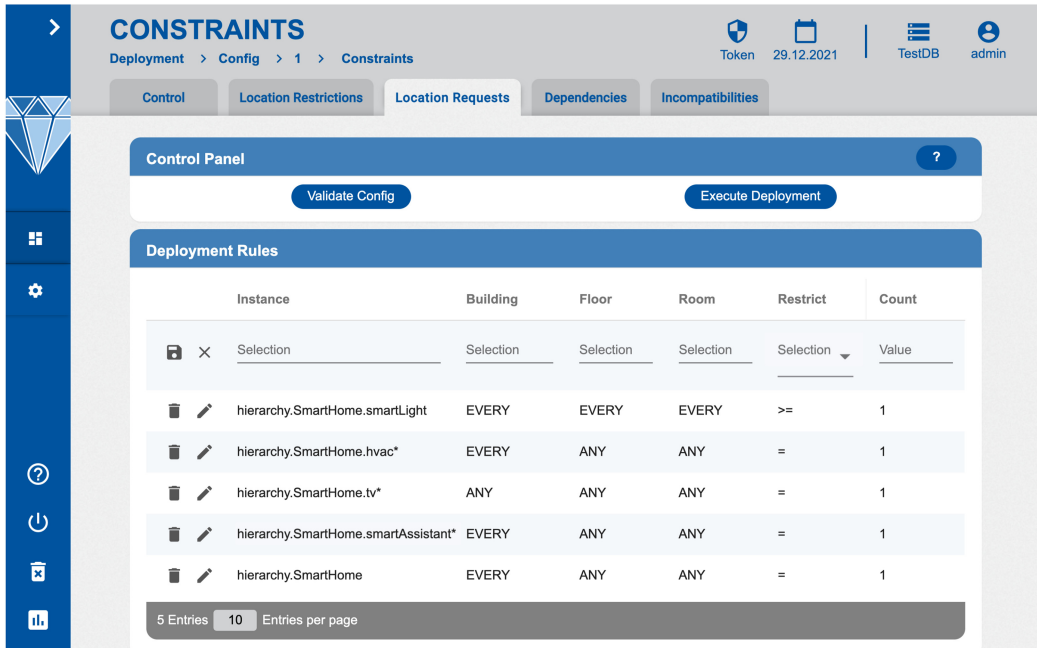 CONSTRAINTS
Deployment > Config > 1 > Constraints
Token 29.12.2021 TestDB admin
Control Location Restrictions Location Requests Dependencies Incompatibilities
Control Panel ?
Validate Config Execute Deployment
Deployment Rules
Instance Building Floor Room Restrict Count
Selection Selection Selection Selection Selection Value
hierarchy.SmartHome.smartLight EVERY EVERY EVERY >= 1
hierarchy.SmartHome.hvac* EVERY ANY ANY = 1
hierarchy.SmartHome.tv* ANY ANY ANY = 1
hierarchy.SmartHome.smartAssistant* EVERY ANY ANY = 1
hierarchy.SmartHome EVERY ANY ANY = 1
5 Entries 10 Entries per page